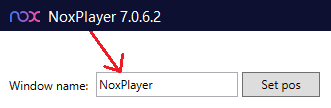 nox NoxPlayer 7.0.6.2
Window name: NoxPlayer Set pos